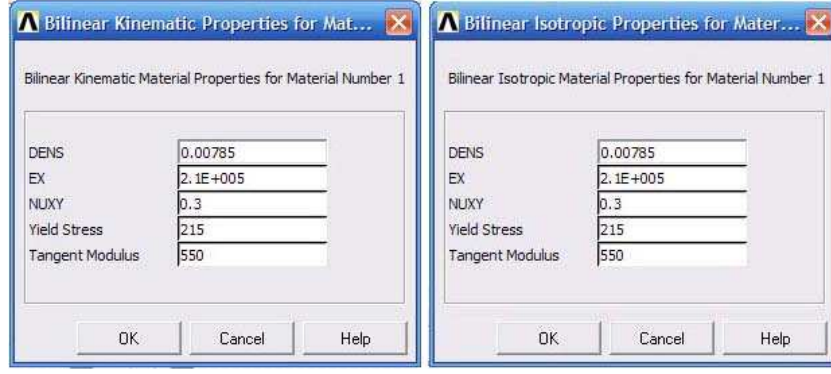 Bilinear Kinematic Properties for Mat...
Bilinear Kinematic Material Properties for Material Number 1
DENS 0.00785
EX 2.1E+005
NUXY 0.3
Yield Stress 215
Tangent Modulus 550
OK Cancel Help
Bilinear Isotropic Properties for Mater...
Bilinear Isotropic Material Properties for Material Number 1
DENS 0.00785
EX 2.1E+005
NUXY 0.3
Yield Stress 215
Tangent Modulus 550
OK Cancel Help